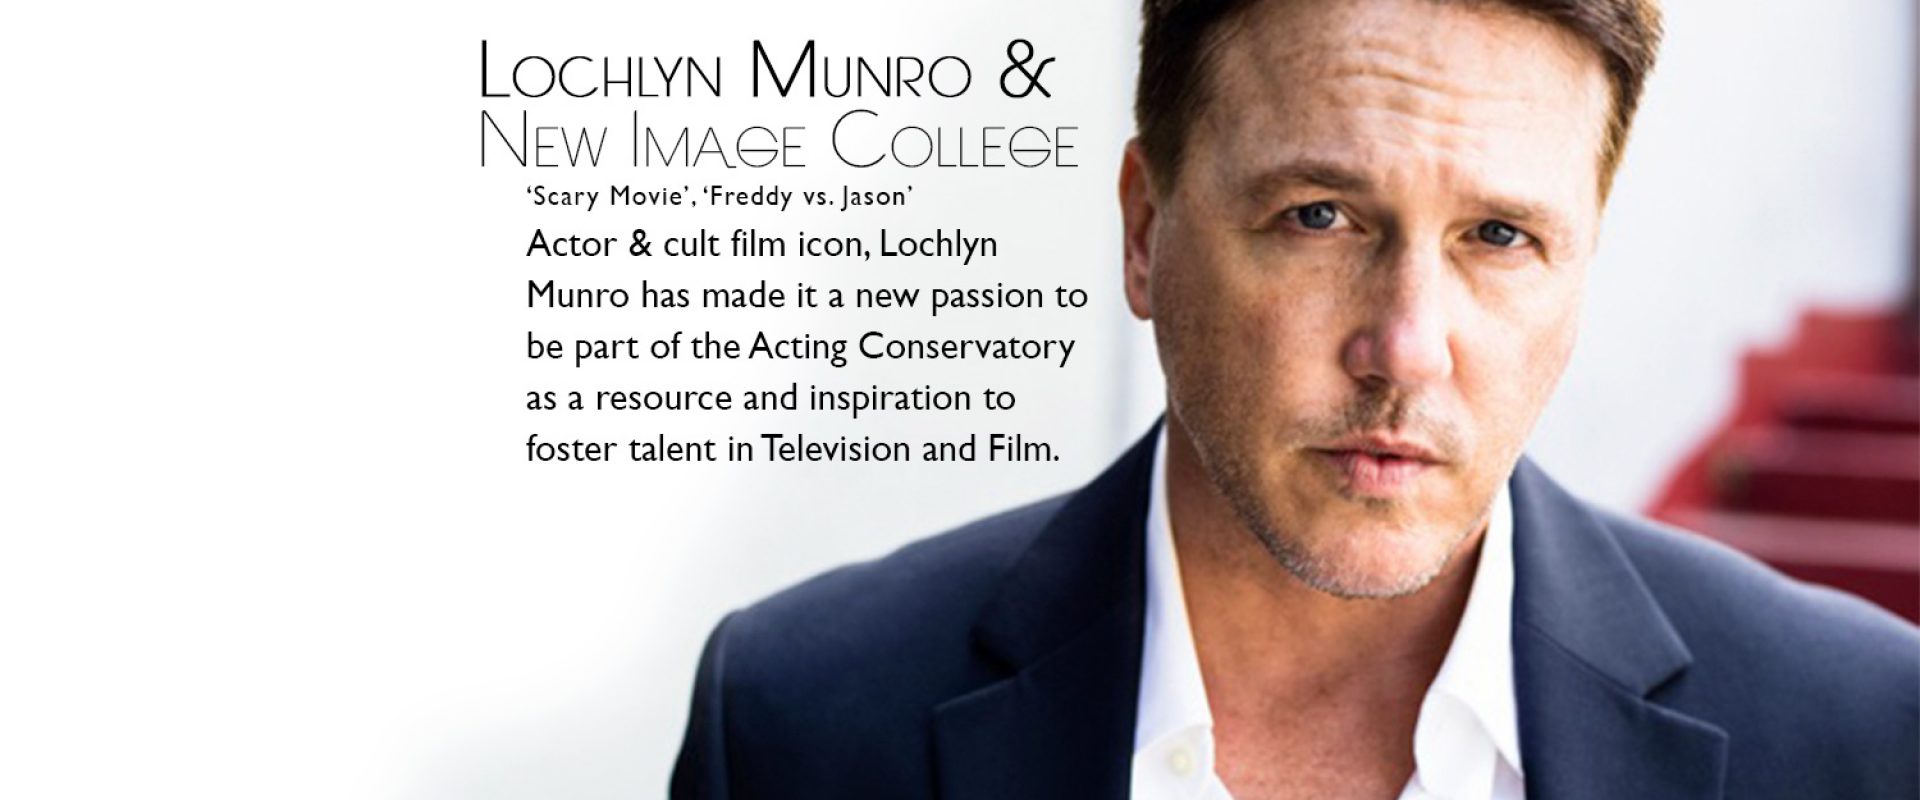 Lochlyn Munro &
New Image College
‘Scary Movie’, ‘Freddy vs. Jason’
Actor & cult film icon, Lochlyn
Munro has made it a new passion to
be part of the Acting Conservatory
as a resource and inspiration to
foster talent in Television and Film.